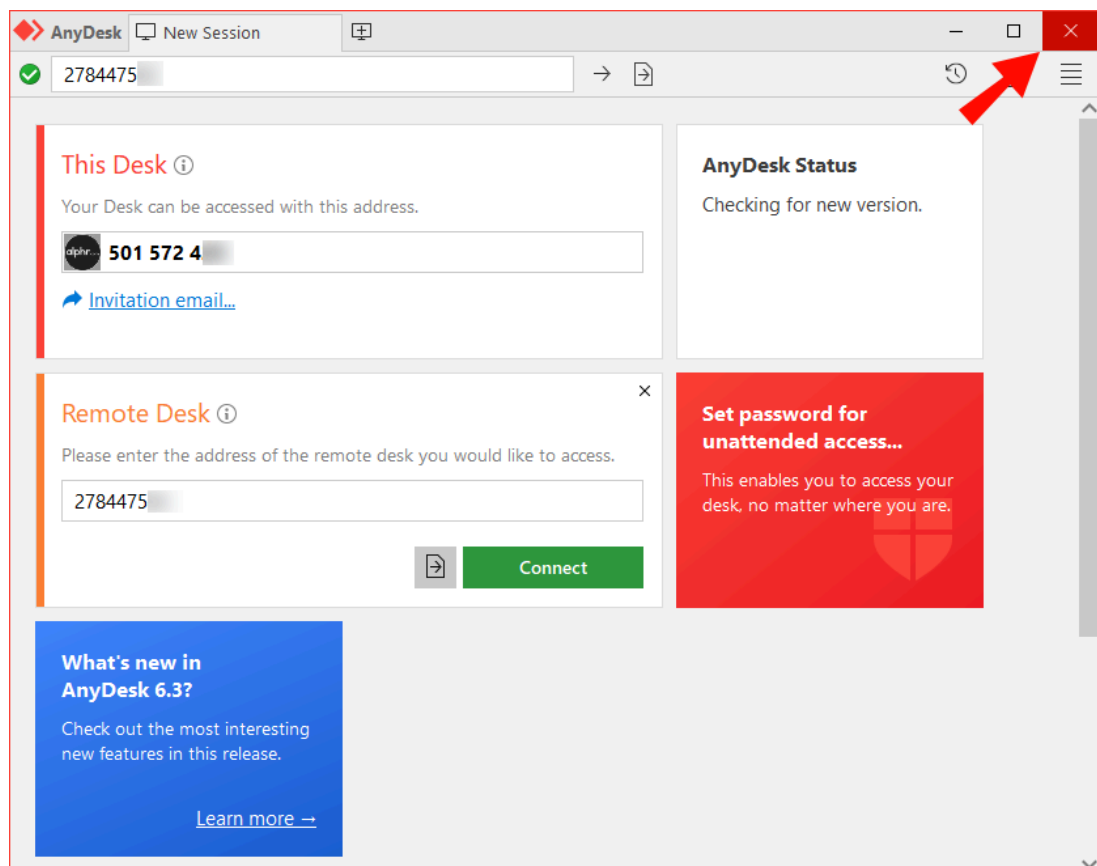 AnyDesk
New Session
2784475
This Desk
Your Desk can be accessed with this address.
alphr...
501 572 4
Invitation email...
AnyDesk Status
Checking for new version.
Remote Desk
Please enter the address of the remote desk you would like to access.
2784475
Connect
Set password for
unattended access...
This enables you to access your
desk, no matter where you are.
What's new in
AnyDesk 6.3?
Check out the most interesting
new features in this release.
Learn more →